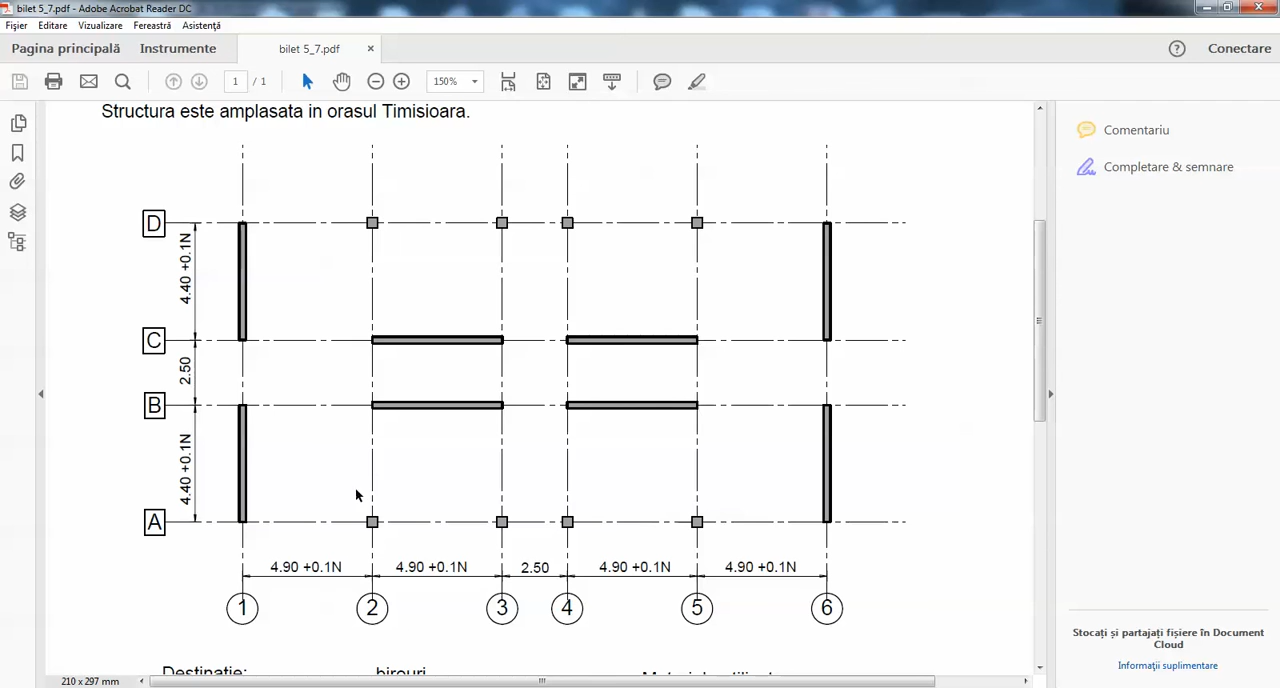 bilet 5_7.pdf - Adobe Acrobat Reader DC
Fișier Editare Vizualizare Fereastră Asistență
Pagina principală Instrumente bilet 5_7.pdf × Conectare
1 / 1 150%
Structura este amplasata in orasul Timisioara.
Comentariu
Completare & semnare
D
4.40 +0.1N
C
2.50
B
4.40 +0.1N
A
4.90 +0.1N 4.90 +0.1N 2.50 4.90 +0.1N 4.90 +0.1N
1 2 3 4 5 6
Stocați și partajați fișiere în Document
Cloud
Informații suplimentare
Destinatie: birouri
210 x 297 mm